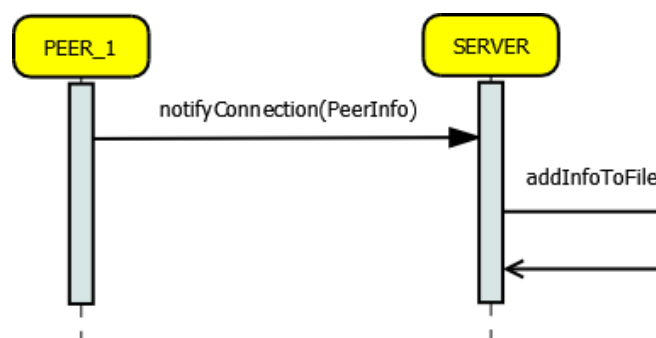 PEER_1
SERVER
notifyConnection(PeerInfo)
addInfoToFile